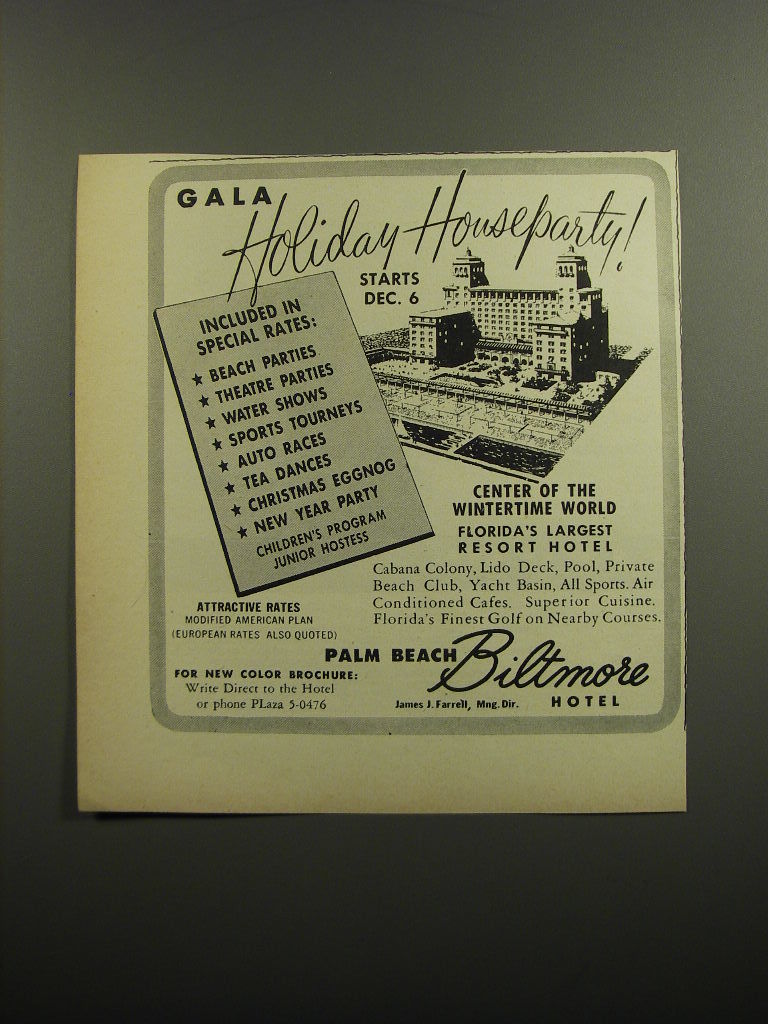 GALA
Holiday Houseparty!
STARTS
DEC. 6
INCLUDED IN
SPECIAL RATES:
★ BEACH PARTIES
★ THEATRE PARTIES
★ WATER SHOWS
★ SPORTS TOURNEYS
★ AUTO RACES
★ TEA DANCES
★ CHRISTMAS EGGNOG
★ NEW YEAR PARTY
CHILDREN'S PROGRAM
JUNIOR HOSTESS
CENTER OF THE
WINTERTIME WORLD
FLORIDA'S LARGEST
RESORT HOTEL
Cabana Colony, Lido Deck, Pool, Private
Beach Club, Yacht Basin, All Sports. Air
Conditioned Cafes. Superior Cuisine.
Florida's Finest Golf on Nearby Courses.
ATTRACTIVE RATES
MODIFIED AMERICAN PLAN
(EUROPEAN RATES ALSO QUOTED)
PALM BEACH Biltmore
HOTEL
FOR NEW COLOR BROCHURE:
Write Direct to the Hotel
or phone PLaza 5-0476
James J. Farrell, Mng. Dir.